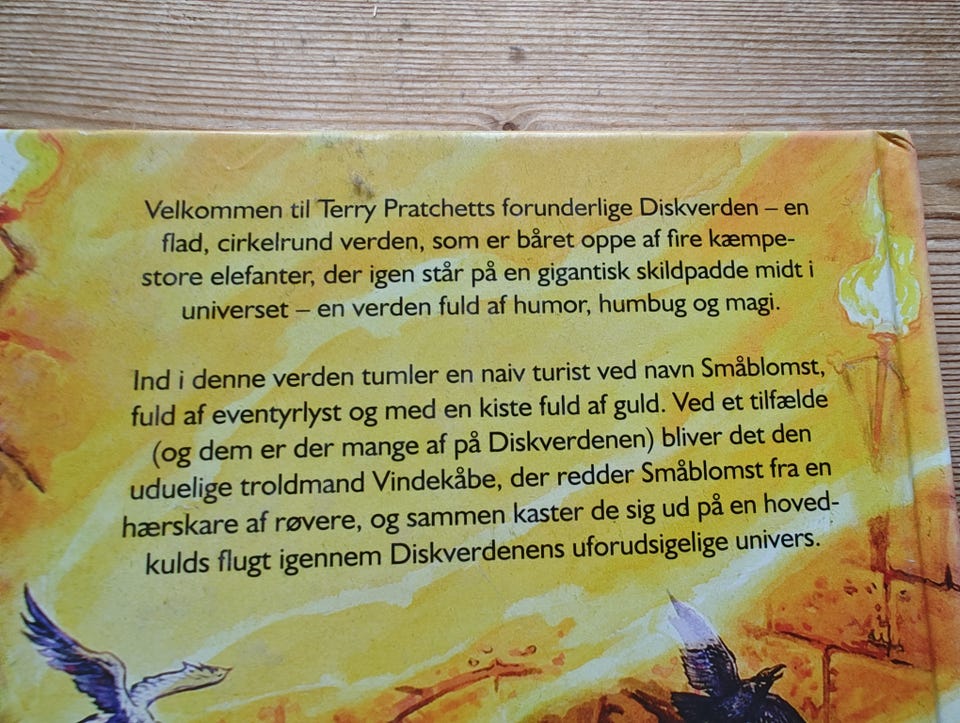 Velkommen til Terry Pratchetts forunderlige Diskverden – en
flad, cirkelrund verden, som er båret oppe af fire kæmpe-
store elefanter, der igen står på en gigantisk skildpadde midt i
universet – en verden fuld af humor, humbug og magi.
Ind i denne verden tumler en naiv turist ved navn Småblomst,
fuld af eventyrlyst og med en kiste fuld af guld. Ved et tilfælde
(og dem er der mange af på Diskverdenen) bliver det den
uduelige troldmand Vindekåbe, der redder Småblomst fra en
hærskare af røvere, og sammen kaster de sig ud på en hoved-
kulds flugt igennem Diskverdenens uforudsigelige univers.